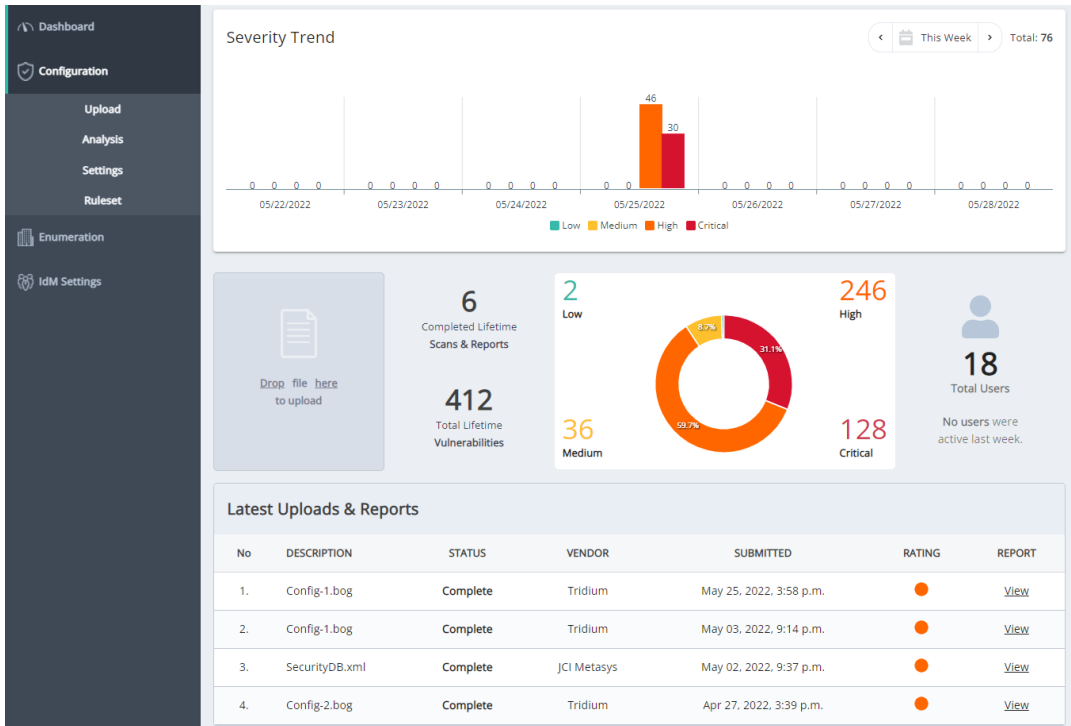 Dashboard
Configuration
Upload
Analysis
Settings
Ruleset
Enumeration
IdM Settings
Severity Trend
‹ This Week › Total: 76
46
30
0 0 0 0 0 0 0 0 0 0 0 0 0 0 0 0 0 0 0 0 0 0 0 0 0 0
05/22/2022 05/23/2022 05/24/2022 05/25/2022 05/26/2022 05/27/2022 05/28/2022
Low Medium High Critical
Drop file here
to upload
6
Completed Lifetime
Scans & Reports
412
Total Lifetime
Vulnerabilities
2
Low
246
High
8.7%
31.1%
59.7%
36
Medium
128
Critical
18
Total Users
No users were
active last week.
Latest Uploads & Reports
No DESCRIPTION STATUS VENDOR SUBMITTED RATING REPORT
1. Config-1.bog Complete Tridium May 25, 2022, 3:58 p.m. View
2. Config-1.bog Complete Tridium May 03, 2022, 9:14 p.m. View
3. SecurityDB.xml Complete JCI Metasys May 02, 2022, 9:37 p.m. View
4. Config-2.bog Complete Tridium Apr 27, 2022, 3:39 p.m. View